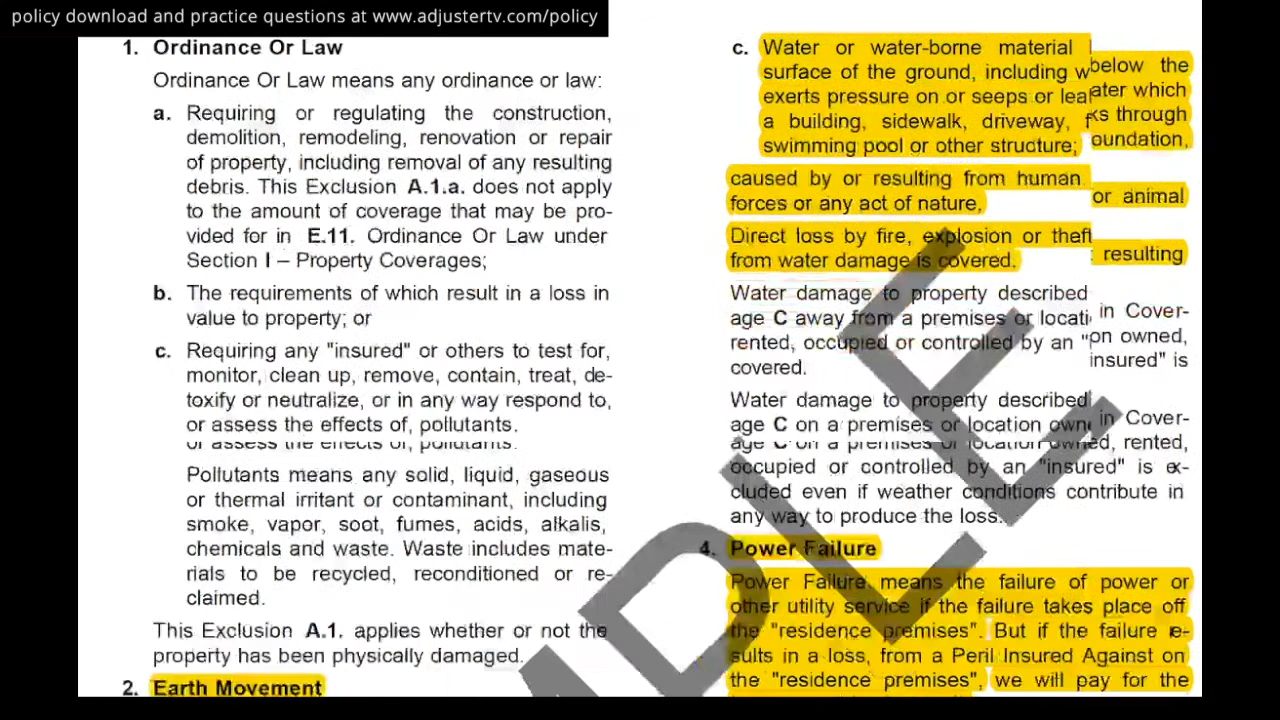 policy download and practice questions at www.adjustertv.com/policy
1. Ordinance Or Law
Ordinance Or Law means any ordinance or law:
a. Requiring or regulating the construction,
demolition, remodeling, renovation or repair
of property, including removal of any resulting
debris. This Exclusion A.1.a. does not apply
to the amount of coverage that may be pro-
vided for in E.11. Ordinance Or Law under
Section I – Property Coverages;
b. The requirements of which result in a loss in
value to property; or
c. Requiring any "insured" or others to test for,
monitor, clean up, remove, contain, treat, de-
toxify or neutralize, or in any way respond to,
or assess the effects of, pollutants.
or assess the effects of, pollutants.
Pollutants means any solid, liquid, gaseous
or thermal irritant or contaminant, including
smoke, vapor, soot, fumes, acids, alkalis,
chemicals and waste. Waste includes mate-
rials to be recycled, reconditioned or re-
claimed.
This Exclusion A.1. applies whether or not the
property has been physically damaged.
2. Earth Movement
c. Water or water-borne material below the
surface of the ground, including water which
exerts pressure on or seeps or leaks through
a building, sidewalk, driveway, foundation,
swimming pool or other structure;
caused by or resulting from human or animal
forces or any act of nature.
Direct loss by fire, explosion or theft resulting
from water damage is covered.
Water damage to property described in Cover-
age C away from a premises or location owned,
rented, occupied or controlled by an "insured" is
covered.
Water damage to property described in Cover-
age C on a premises or location owned, rented,
occupied or controlled by an "insured" is ex-
cluded even if weather conditions contribute in
any way to produce the loss.
4. Power Failure
Power Failure means the failure of power or
other utility service if the failure takes place off
the "residence premises". But if the failure re-
sults in a loss, from a Peril Insured Against on
the "residence premises", we will pay for the